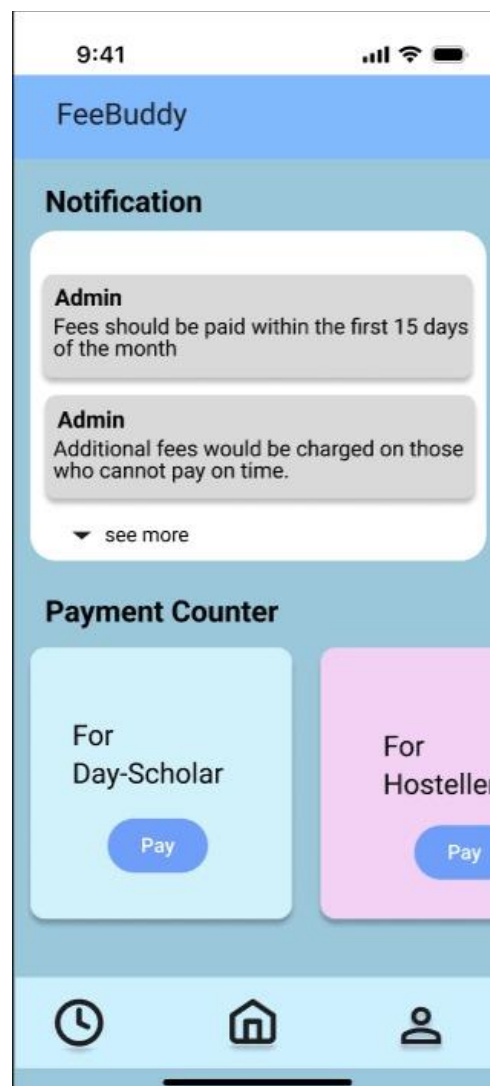 9:41
FeeBuddy
Notification
Admin
Fees should be paid within the first 15 days
of the month
Admin
Additional fees would be charged on those
who cannot pay on time.
see more
Payment Counter
For
Day-Scholar
Pay
For
Hosteller
Pay